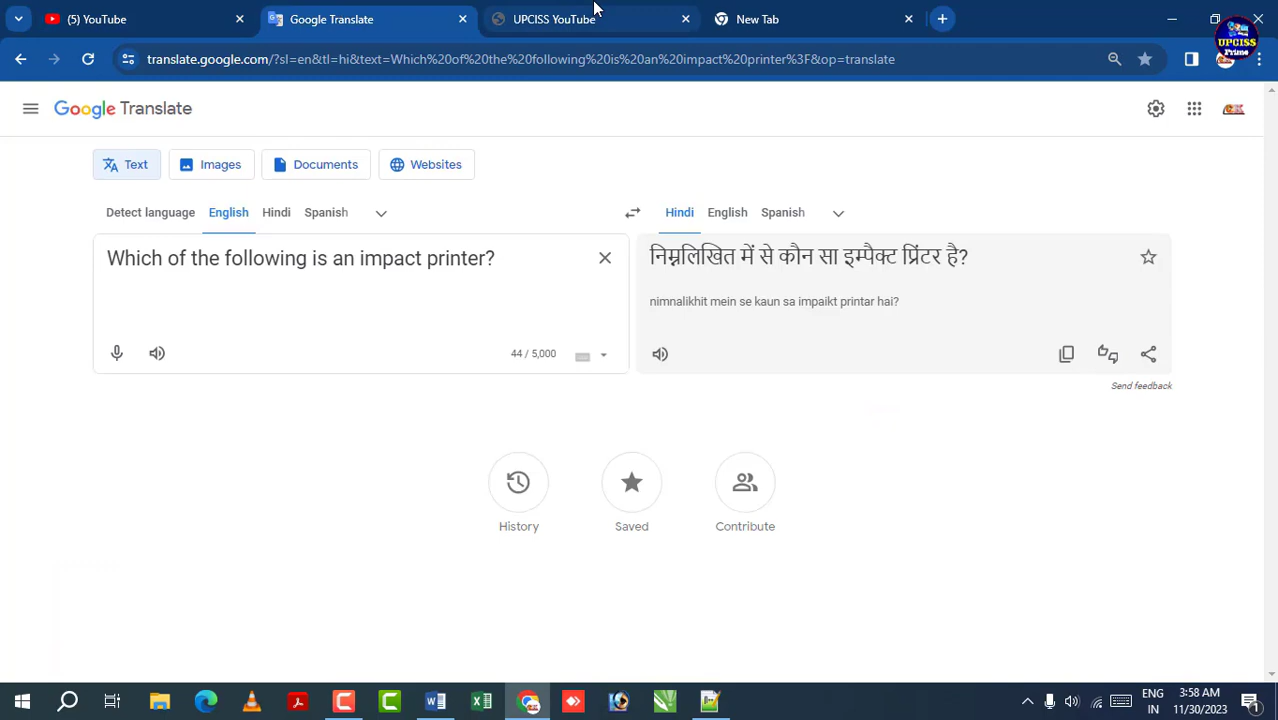 (5) YouTube
Google Translate
UPCISS YouTube
New Tab
UPCISS
Prime
translate.google.com/?sl=en&tl=hi&text=Which%20of%20the%20following%20is%20an%20impact%20printer%3F&op=translate
Google Translate
Text
Images
Documents
Websites
Detect language English Hindi Spanish
Hindi English Spanish
Which of the following is an impact printer?
निम्नलिखित में से कौन सा इम्पैक्ट प्रिंटर है?
nimnalikhit mein se kaun sa impaikt printar hai?
44 / 5,000
Send feedback
History
Saved
Contribute
ENG
IN
3:58 AM
11/30/2023
1